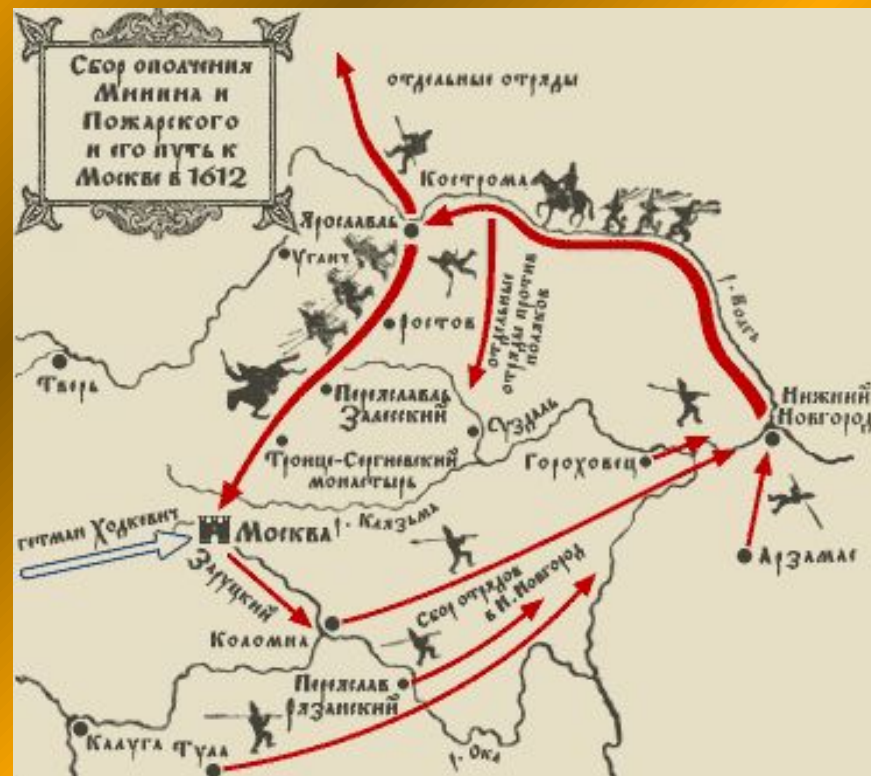 Сбор ополчения
Минина и
Пожарского
и его путь к
Москве в 1612
отдельные отряды
Кострома
Ярославль
Углич
Ростов
отдельные
отряды против
поляков
р. Волга
Тверь
Переяславль
Залесский
Суздаль
Нижний
Новгород
Троице-Сергиевский
монастырь
Гороховец
гетман Ходкевич
Москва
р. Клязьма
Арзамас
Заруцкий
Сбор отрядов
в Н. Новгород
Коломна
Переяслав
Рязанский
Калуга
Тула
р. Ока